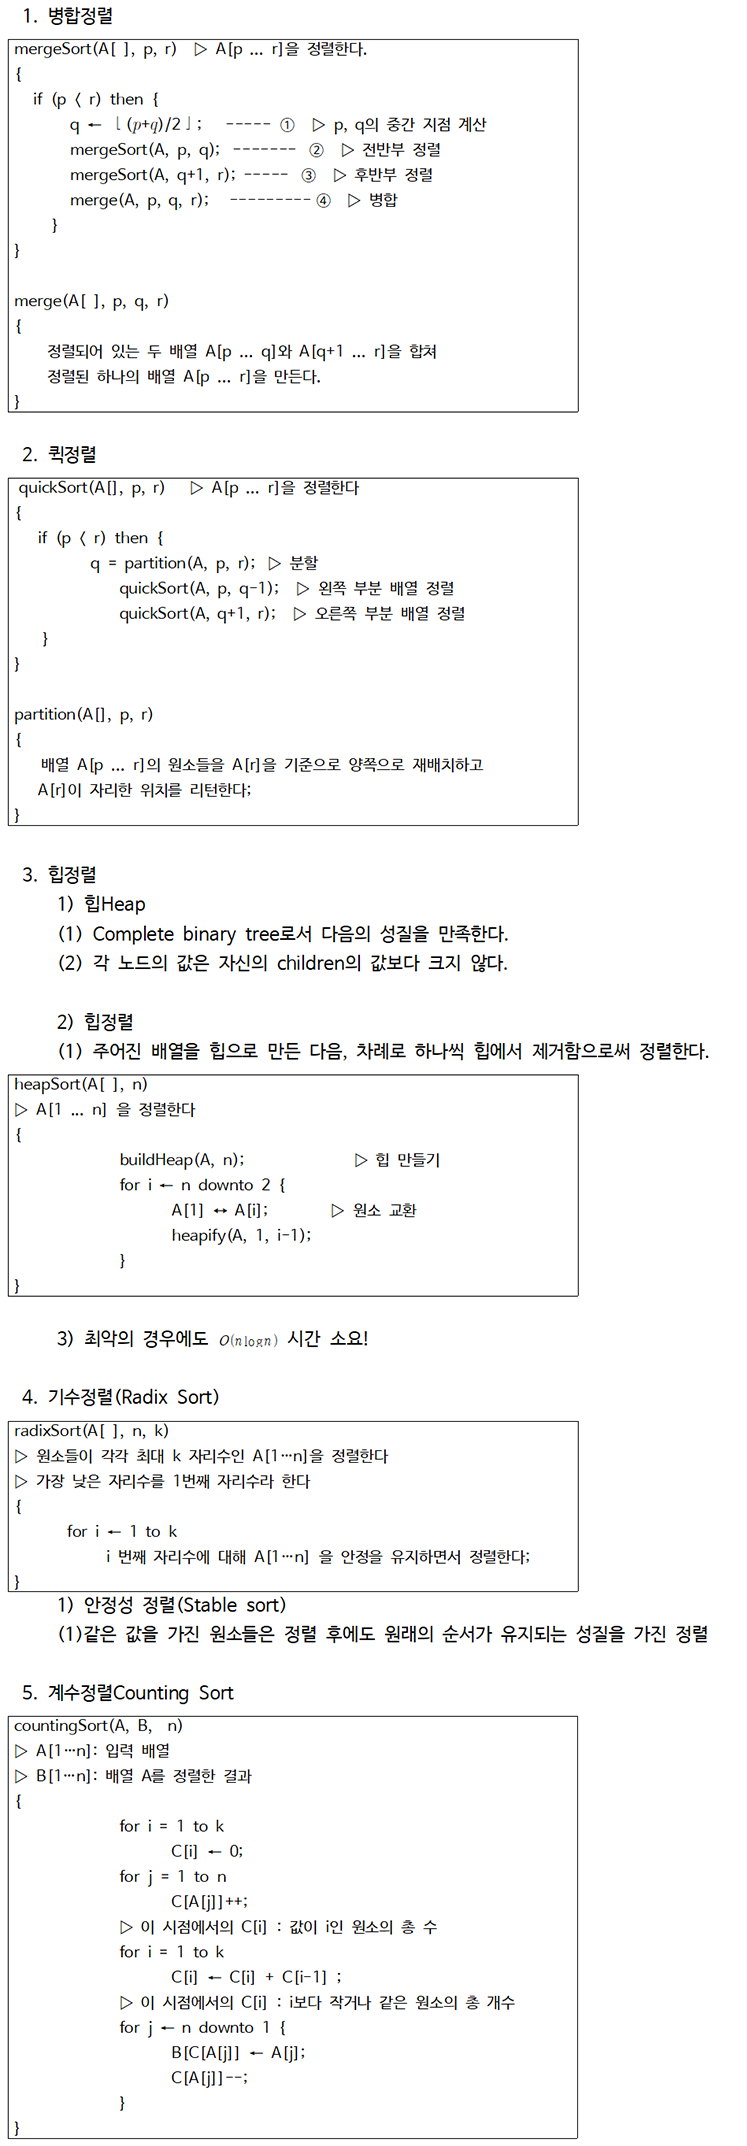 1. 병합정렬
mergeSort(A[ ], p, r) ▷ A[p ... r]을 정렬한다.
{
if (p < r) then {
q ← ⌊(p+q)/2⌋; ----- ① ▷ p, q의 중간 지점 계산
mergeSort(A, p, q); ------- ② ▷ 전반부 정렬
mergeSort(A, q+1, r); ----- ③ ▷ 후반부 정렬
merge(A, p, q, r); --------- ④ ▷ 병합
}
}
merge(A[ ], p, q, r)
{
정렬되어 있는 두 배열 A[p ... q]와 A[q+1 ... r]을 합쳐
정렬된 하나의 배열 A[p ... r]을 만든다.
}
2. 퀵정렬
quickSort(A[], p, r) ▷ A[p ... r]을 정렬한다
{
if (p < r) then {
q = partition(A, p, r); ▷ 분할
quickSort(A, p, q-1); ▷ 왼쪽 부분 배열 정렬
quickSort(A, q+1, r); ▷ 오른쪽 부분 배열 정렬
}
}
partition(A[], p, r)
{
배열 A[p ... r]의 원소들을 A[r]을 기준으로 양쪽으로 재배치하고
A[r]이 자리한 위치를 리턴한다;
}
3. 힙정렬
1) 힙Heap
(1) Complete binary tree로서 다음의 성질을 만족한다.
(2) 각 노드의 값은 자신의 children의 값보다 크지 않다.
2) 힙정렬
(1) 주어진 배열을 힙으로 만든 다음, 차례로 하나씩 힙에서 제거함으로써 정렬한다.
heapSort(A[ ], n)
▷ A[1 ... n] 을 정렬한다
{
buildHeap(A, n); ▷ 힙 만들기
for i ← n downto 2 {
A[1] ↔ A[i]; ▷ 원소 교환
heapify(A, 1, i-1);
}
}
3) 최악의 경우에도 O(nlogn) 시간 소요!
4. 기수정렬(Radix Sort)
radixSort(A[ ], n, k)
▷ 원소들이 각각 최대 k 자리수인 A[1…n]을 정렬한다
▷ 가장 낮은 자리수를 1번째 자리수라 한다
{
for i ← 1 to k
i 번째 자리수에 대해 A[1…n] 을 안정을 유지하면서 정렬한다;
}
1) 안정성 정렬(Stable sort)
(1)같은 값을 가진 원소들은 정렬 후에도 원래의 순서가 유지되는 성질을 가진 정렬
5. 계수정렬Counting Sort
countingSort(A, B, n)
▷ A[1…n]: 입력 배열
▷ B[1…n]: 배열 A를 정렬한 결과
{
for i = 1 to k
C[i] ← 0;
for j = 1 to n
C[A[j]]++;
▷ 이 시점에서의 C[i] : 값이 i인 원소의 총 수
for i = 1 to k
C[i] ← C[i] + C[i-1] ;
▷ 이 시점에서의 C[i] : i보다 작거나 같은 원소의 총 개수
for j ← n downto 1 {
B[C[A[j]] ← A[j];
C[A[j]]--;
}
}